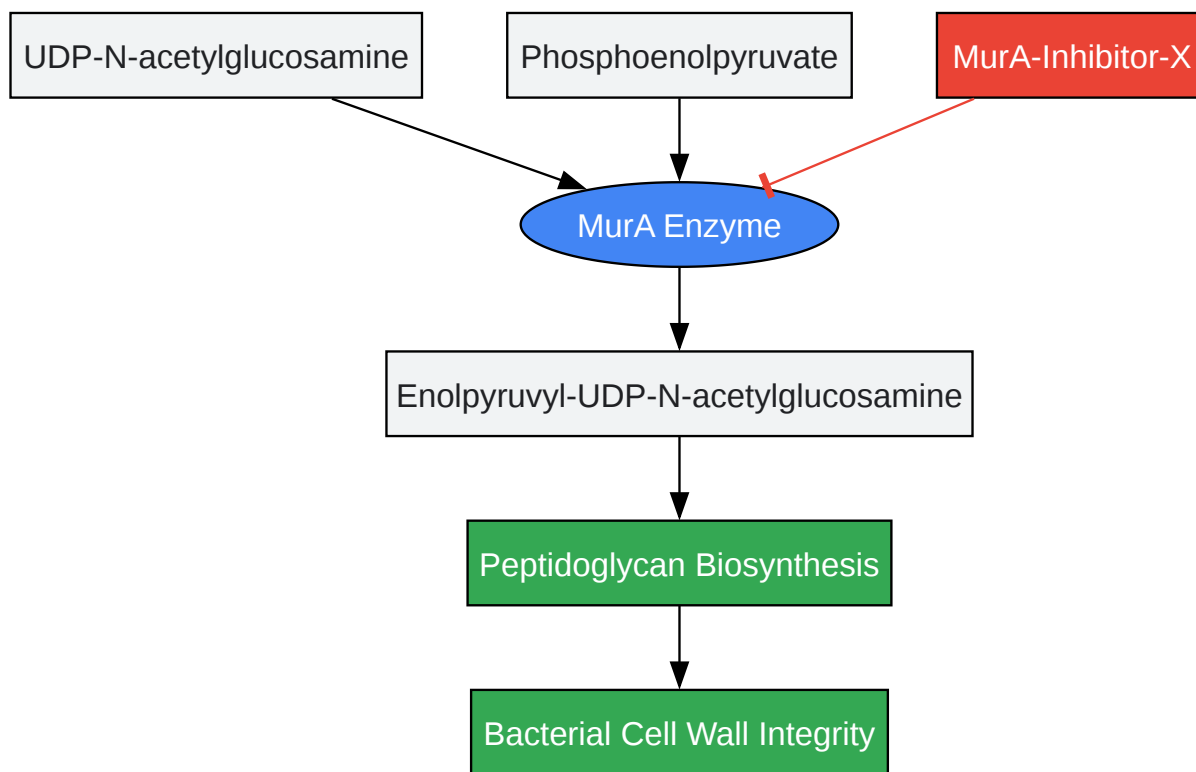 UDP-N-acetylglucosamine
Phosphoenolpyruvate
MurA-Inhibitor-X
MurA Enzyme
Enolpyruvyl-UDP-N-acetylglucosamine
Peptidoglycan Biosynthesis
Bacterial Cell Wall Integrity